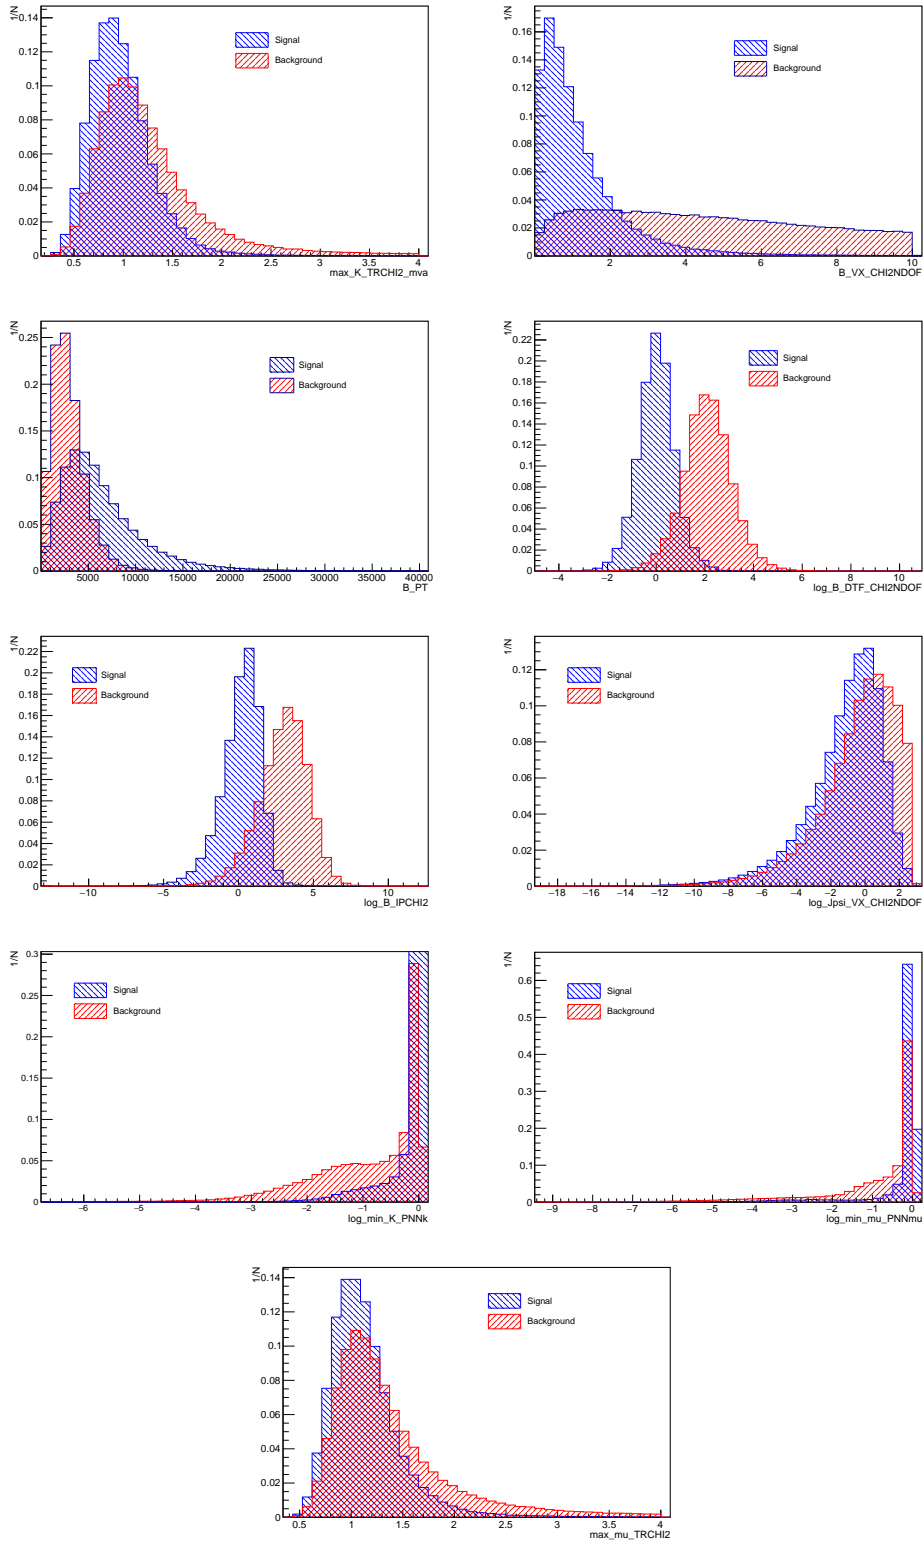 1/N
0.14
0.12
0.1
0.08
0.06
0.04
0.02
0
Signal
Background
0.5 1 1.5 2 2.5 3 3.5 4
max_K_TRCHI2_mva
1/N
0.16
0.14
0.12
0.1
0.08
0.06
0.04
0.02
0
Signal
Background
2 4 6 8 10
B_VX_CHI2NDOF
1/N
0.25
0.2
0.15
0.1
0.05
0
Signal
Background
5000 10000 15000 20000 25000 30000 35000 40000
B_PT
1/N
0.22
0.2
0.18
0.16
0.14
0.12
0.1
0.08
0.06
0.04
0.02
0
Signal
Background
−4 −2 0 2 4 6 8 10
log_B_DTF_CHI2NDOF
1/N
0.22
0.2
0.18
0.16
0.14
0.12
0.1
0.08
0.06
0.04
0.02
0
Signal
Background
−10 −5 0 5 10
log_B_IPCHI2
1/N
0.12
0.1
0.08
0.06
0.04
0.02
0
Signal
Background
−18 −16 −14 −12 −10 −8 −6 −4 −2 0 2
log_Jpsi_VX_CHI2NDOF
1/N
0.3
0.25
0.2
0.15
0.1
0.05
0
Signal
Background
−6 −5 −4 −3 −2 −1 0
log_min_K_PNNk
1/N
0.6
0.5
0.4
0.3
0.2
0.1
0
Signal
Background
−9 −8 −7 −6 −5 −4 −3 −2 −1 0
log_min_mu_PNNmu
1/N
0.14
0.12
0.1
0.08
0.06
0.04
0.02
0
Signal
Background
0.5 1 1.5 2 2.5 3 3.5 4
max_mu_TRCHI2